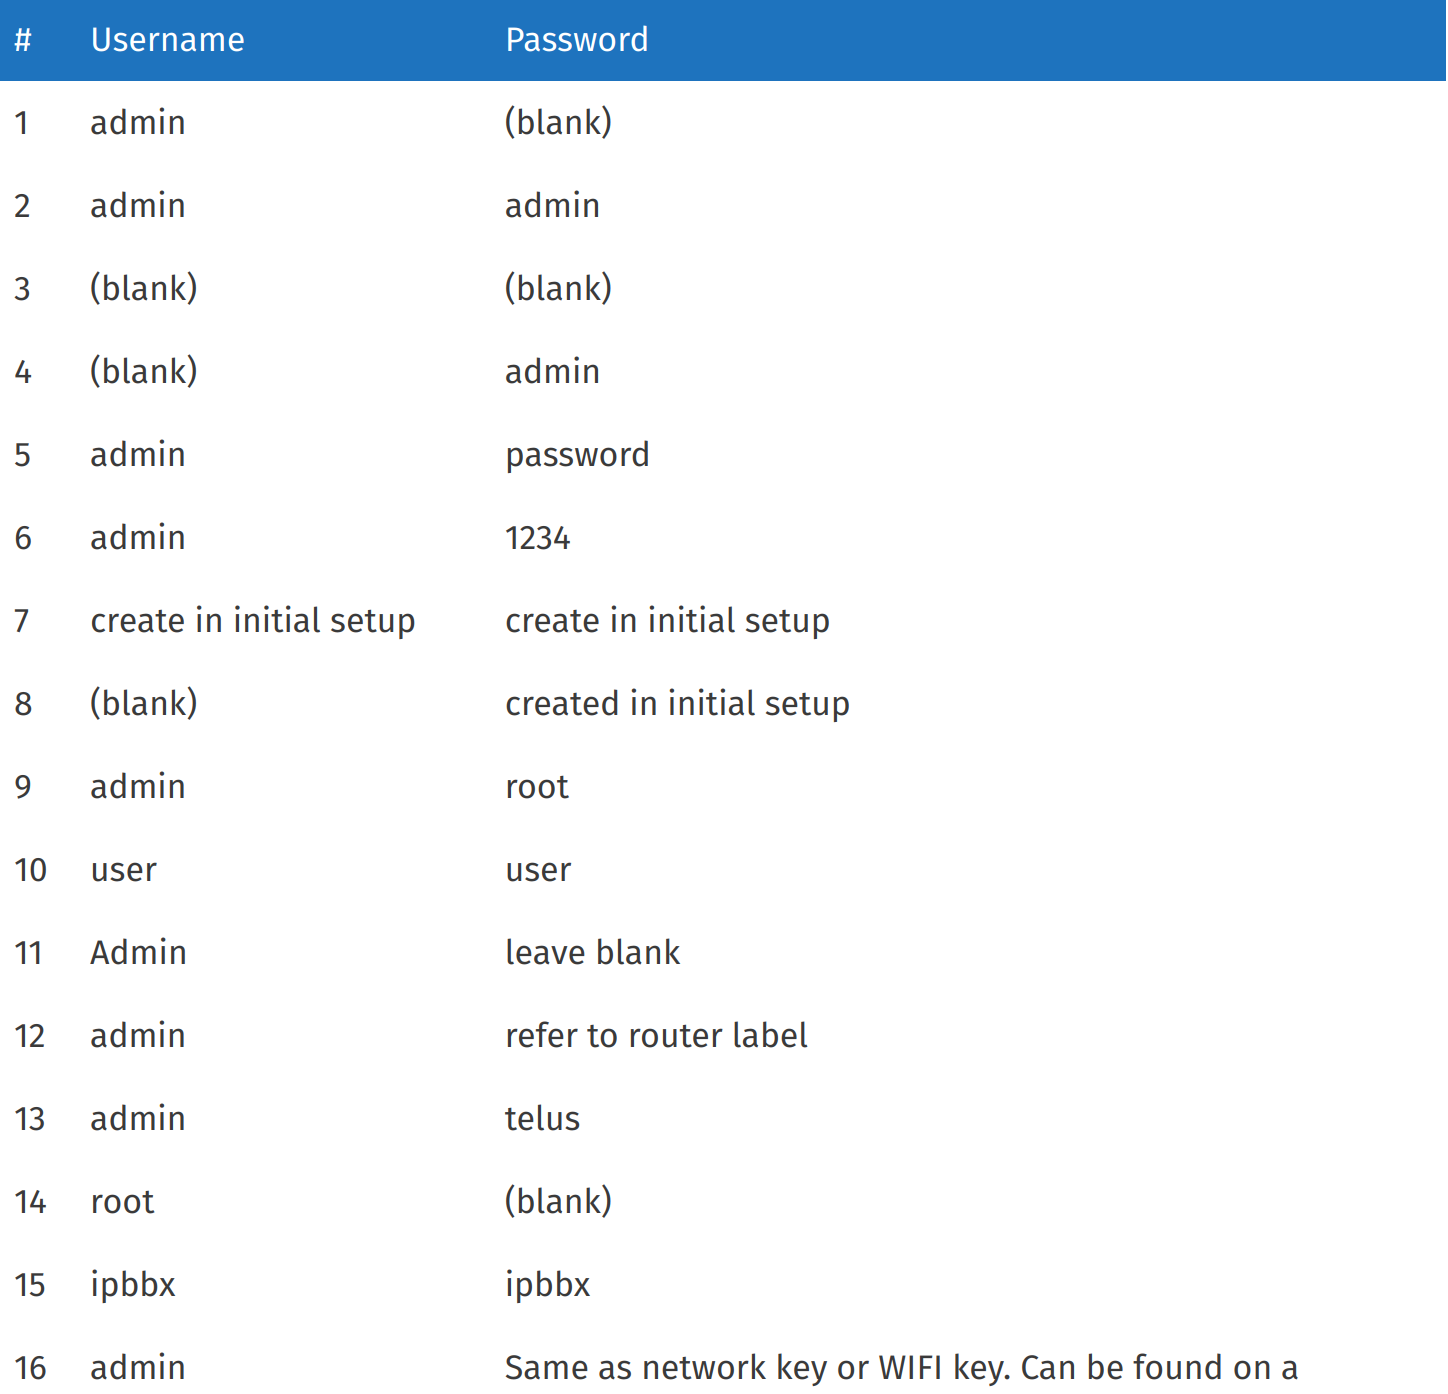 # Username Password
1 admin (blank)
2 admin admin
3 (blank) (blank)
4 (blank) admin
5 admin password
6 admin 1234
7 create in initial setup create in initial setup
8 (blank) created in initial setup
9 admin root
10 user user
11 Admin leave blank
12 admin refer to router label
13 admin telus
14 root (blank)
15 ipbbx ipbbx
16 admin Same as network key or WIFI key. Can be found on a